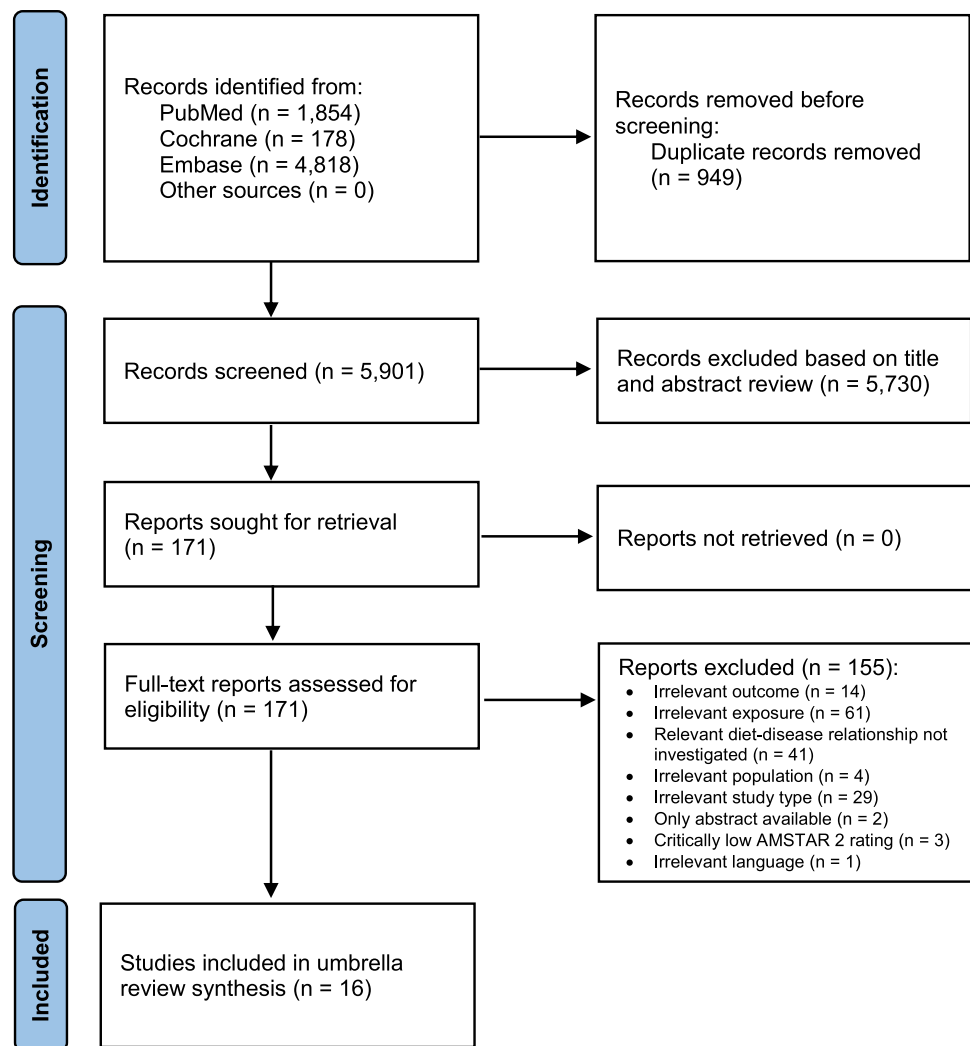 Identification
Records identified from:
PubMed (n = 1,854)
Cochrane (n = 178)
Embase (n = 4,818)
Other sources (n = 0)
Records removed before
screening:
Duplicate records removed
(n = 949)
Screening
Records screened (n = 5,901)
Records excluded based on title
and abstract review (n = 5,730)
Reports sought for retrieval
(n = 171)
Reports not retrieved (n = 0)
Full-text reports assessed for
eligibility (n = 171)
Reports excluded (n = 155):
• Irrelevant outcome (n = 14)
• Irrelevant exposure (n = 61)
• Relevant diet-disease relationship not
investigated (n = 41)
• Irrelevant population (n = 4)
• Irrelevant study type (n = 29)
• Only abstract available (n = 2)
• Critically low AMSTAR 2 rating (n = 3)
• Irrelevant language (n = 1)
Included
Studies included in umbrella
review synthesis (n = 16)